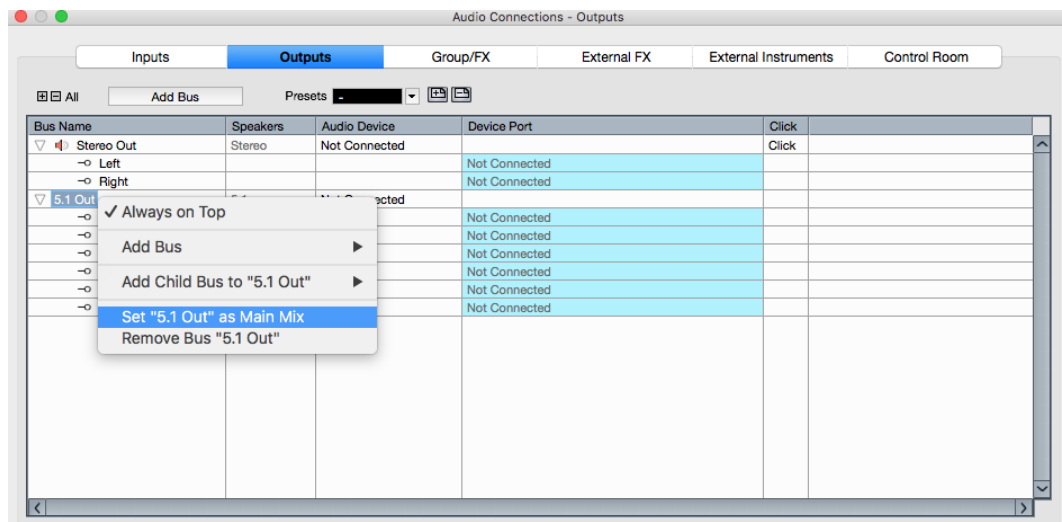 Audio Connections - Outputs
Inputs Outputs Group/FX External FX External Instruments Control Room
All Add Bus Presets -
Bus Name Speakers Audio Device Device Port Click
Stereo Out Stereo Not Connected Click
Left Not Connected
Right Not Connected
5.1 Out
Always on Top Not Connected
Not Connected
Add Bus Not Connected
Not Connected
Add Child Bus to "5.1 Out" Not Connected
Not Connected
Set "5.1 Out" as Main Mix
Remove Bus "5.1 Out"